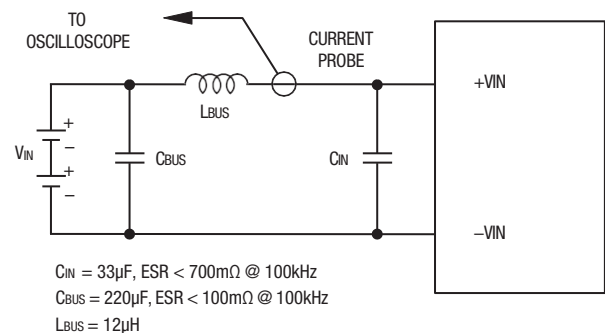 TO
OSCILLOSCOPE
CURRENT
PROBE
+VIN
LBUS
+
VIN
−
+
−
CBUS
CIN
−VIN
CIN = 33µF, ESR < 700mΩ @ 100kHz
CBUS = 220µF, ESR < 100mΩ @ 100kHz
LBUS = 12µH